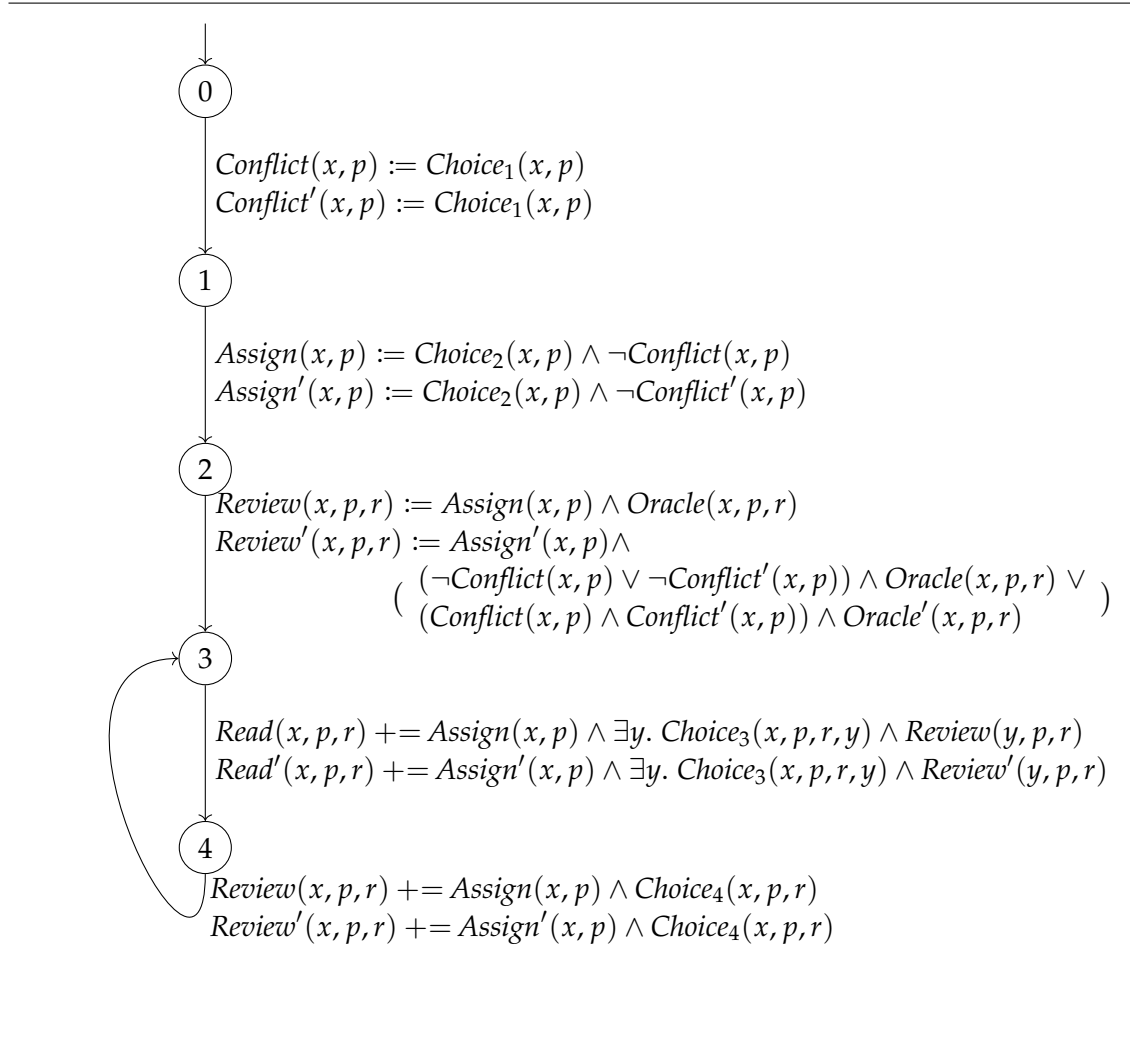 0
Conflict(x, p) := Choice₁(x, p)
Conflict′(x, p) := Choice₁(x, p)
1
Assign(x, p) := Choice₂(x, p) ∧ ¬Conflict(x, p)
Assign′(x, p) := Choice₂(x, p) ∧ ¬Conflict′(x, p)
2
Review(x, p, r) := Assign(x, p) ∧ Oracle(x, p, r)
Review′(x, p, r) := Assign′(x, p)∧
( (¬Conflict(x, p) ∨ ¬Conflict′(x, p)) ∧ Oracle(x, p, r) ∨
(Conflict(x, p) ∧ Conflict′(x, p)) ∧ Oracle′(x, p, r) )
3
Read(x, p, r) += Assign(x, p) ∧ ∃y. Choice₃(x, p, r, y) ∧ Review(y, p, r)
Read′(x, p, r) += Assign′(x, p) ∧ ∃y. Choice₃(x, p, r, y) ∧ Review′(y, p, r)
4
Review(x, p, r) += Assign(x, p) ∧ Choice₄(x, p, r)
Review′(x, p, r) += Assign′(x, p) ∧ Choice₄(x, p, r)